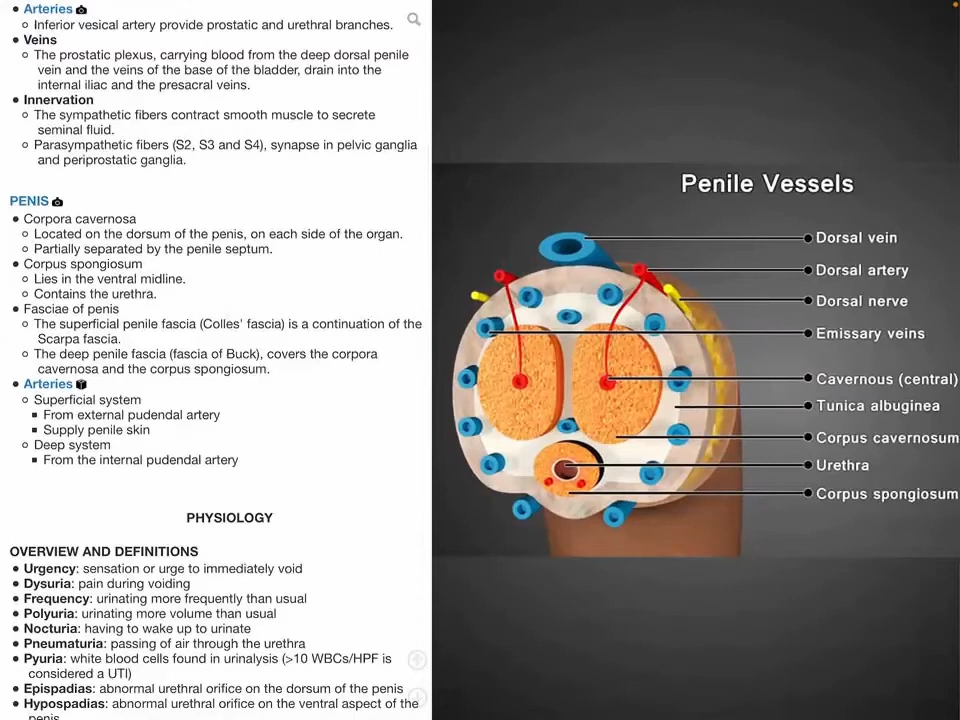 • Arteries
Inferior vesical artery provide prostatic and urethral branches.
• Veins
The prostatic plexus, carrying blood from the deep dorsal penile
vein and the veins of the base of the bladder, drain into the
internal iliac and the presacral veins.
• Innervation
The sympathetic fibers contract smooth muscle to secrete
seminal fluid.
Parasympathetic fibers (S2, S3 and S4), synapse in pelvic ganglia
and periprostatic ganglia.
PENIS
• Corpora cavernosa
Located on the dorsum of the penis, on each side of the organ.
Partially separated by the penile septum.
• Corpus spongiosum
Lies in the ventral midline.
Contains the urethra.
• Fasciae of penis
The superficial penile fascia (Colles' fascia) is a continuation of the
Scarpa fascia.
The deep penile fascia (fascia of Buck), covers the corpora
cavernosa and the corpus spongiosum.
• Arteries
Superficial system
From external pudendal artery
Supply penile skin
Deep system
From the internal pudendal artery
PHYSIOLOGY
OVERVIEW AND DEFINITIONS
• Urgency: sensation or urge to immediately void
• Dysuria: pain during voiding
• Frequency: urinating more frequently than usual
• Polyuria: urinating more volume than usual
• Nocturia: having to wake up to urinate
• Pneumaturia: passing of air through the urethra
• Pyuria: white blood cells found in urinalysis (>10 WBCs/HPF is
considered a UTI)
• Epispadias: abnormal urethral orifice on the dorsum of the penis
• Hypospadias: abnormal urethral orifice on the ventral aspect of the
penis
Penile Vessels
Dorsal vein
Dorsal artery
Dorsal nerve
Emissary veins
Cavernous (central)
Tunica albuginea
Corpus cavernosum
Urethra
Corpus spongiosum